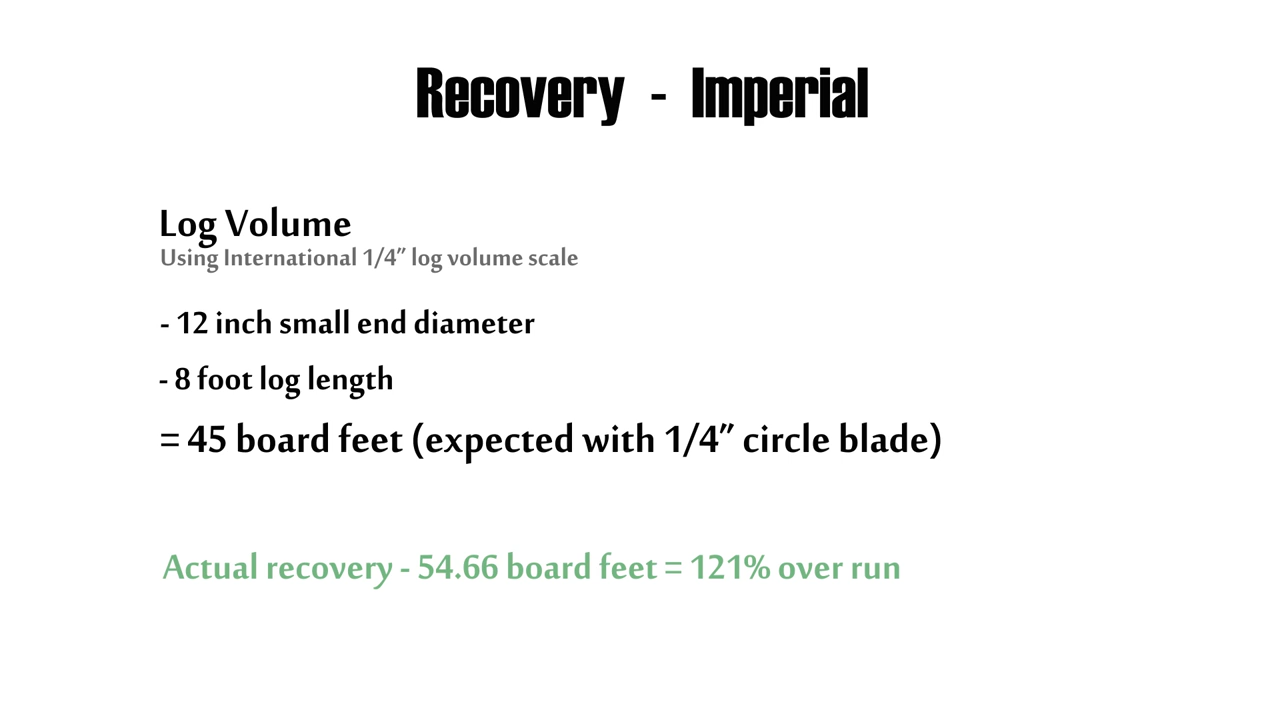 Recovery - Imperial
Log Volume
Using International 1/4” log volume scale
- 12 inch small end diameter
- 8 foot log length
= 45 board feet (expected with 1/4” circle blade)
Actual recovery - 54.66 board feet = 121% over run